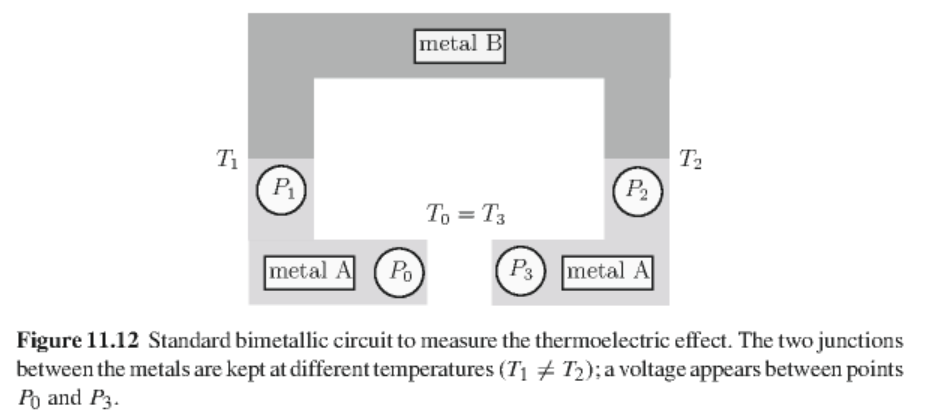 metal B
T₁
T₂
P₁
P₂
T₀ = T₃
metal A
P₀
P₃
metal A
Figure 11.12 Standard bimetallic circuit to measure the thermoelectric effect. The two junctions
between the metals are kept at different temperatures (T₁ ≠ T₂); a voltage appears between points
P₀ and P₃.